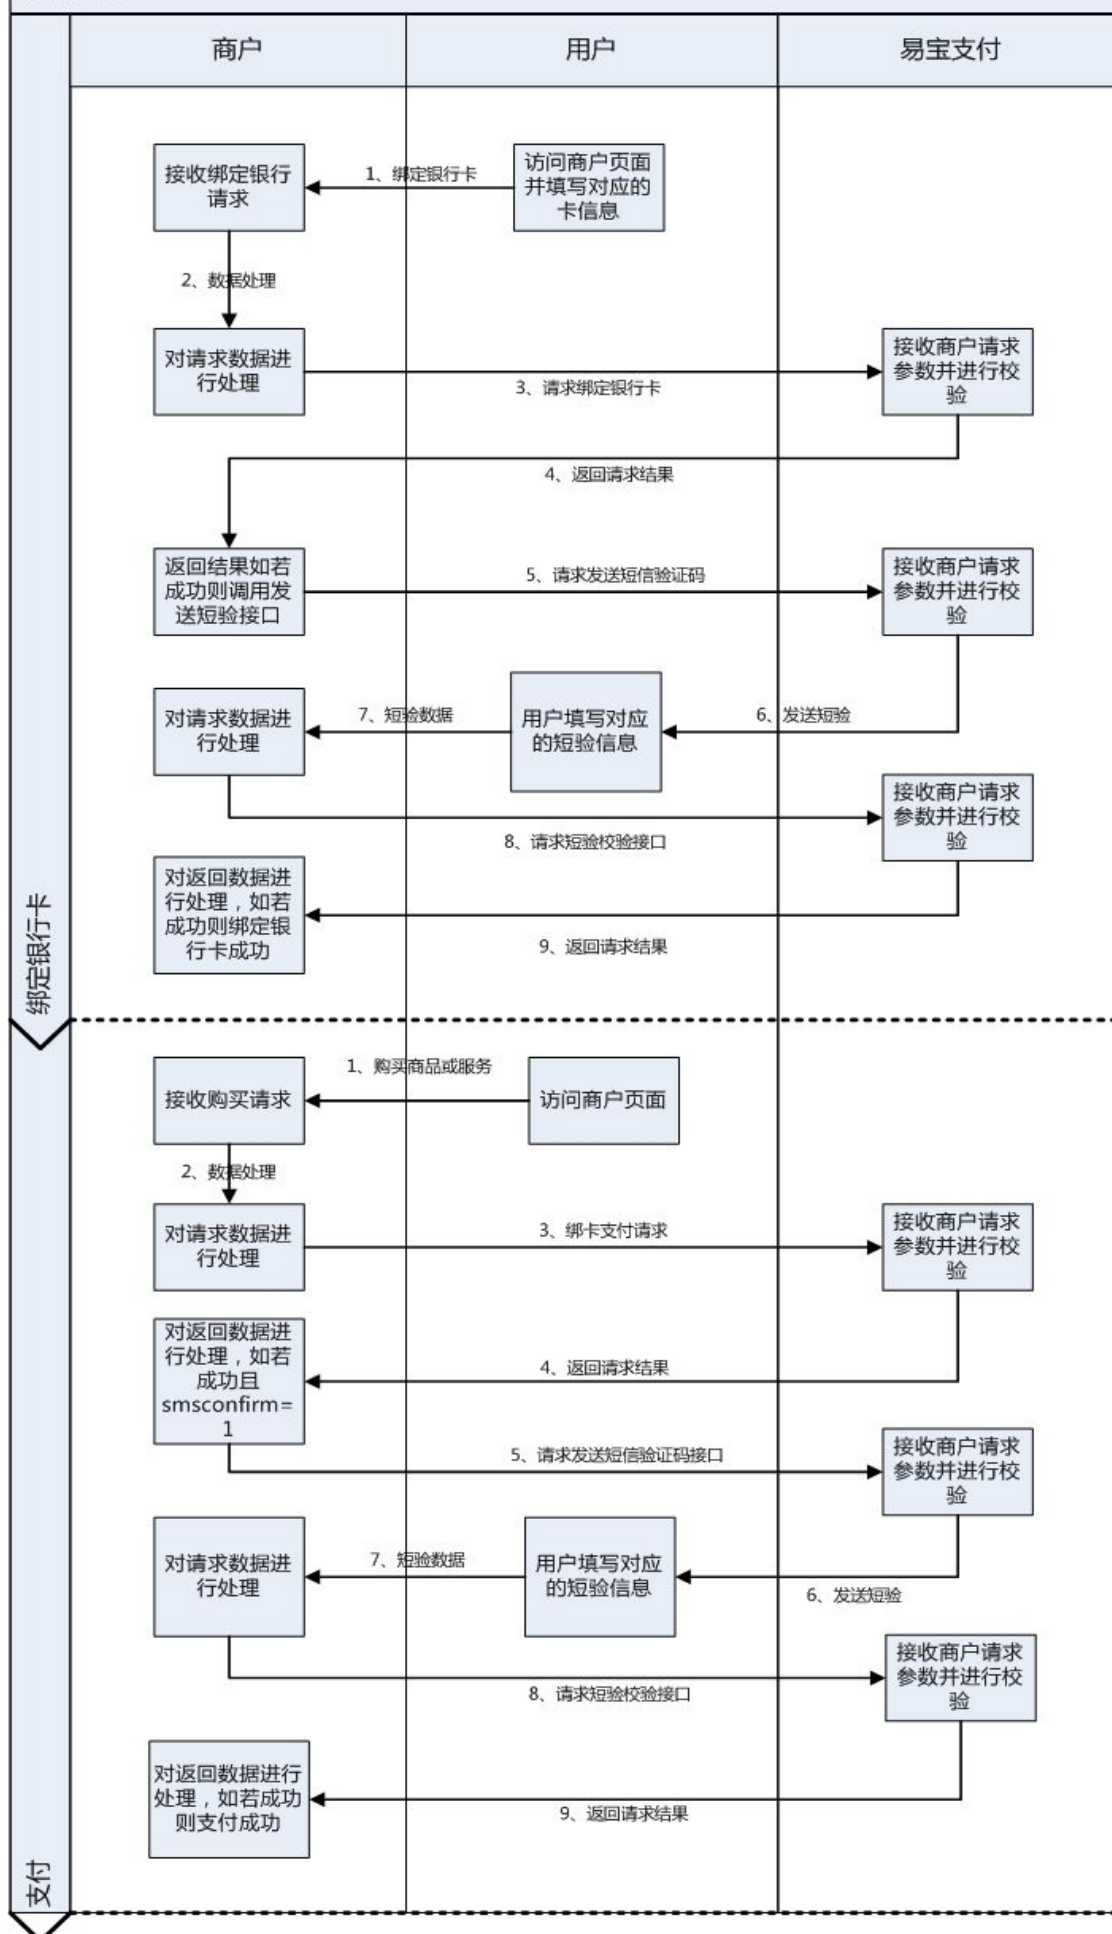 商户
用户
易宝支付
接收绑定银行
请求
1、绑定银行卡
访问商户页面
并填写对应的
卡信息
2、数据处理
对请求数据进
行处理
3、请求绑定银行卡
接收商户请求
参数并进行校
验
4、返回请求结果
返回结果如若
成功则调用发
送短验接口
5、请求发送短信验证码
接收商户请求
参数并进行校
验
对请求数据进
行处理
7、短验数据
用户填写对应
的短验信息
6、发送短验
8、请求短验校验接口
接收商户请求
参数并进行校
验
对返回数据进
行处理，如若
成功则绑定银
行卡成功
9、返回请求结果
绑定银行卡
接收购买请求
1、购买商品或服务
访问商户页面
2、数据处理
对请求数据进
行处理
3、绑卡支付请求
接收商户请求
参数并进行校
验
对返回数据进
行处理，如若
成功且
smsconfirm=
1
4、返回请求结果
5、请求发送短信验证码接口
接收商户请求
参数并进行校
验
对请求数据进
行处理
7、短验数据
用户填写对应
的短验信息
6、发送短验
8、请求短验校验接口
接收商户请求
参数并进行校
验
对返回数据进行
处理，如若成功
则支付成功
9、返回请求结果
支付